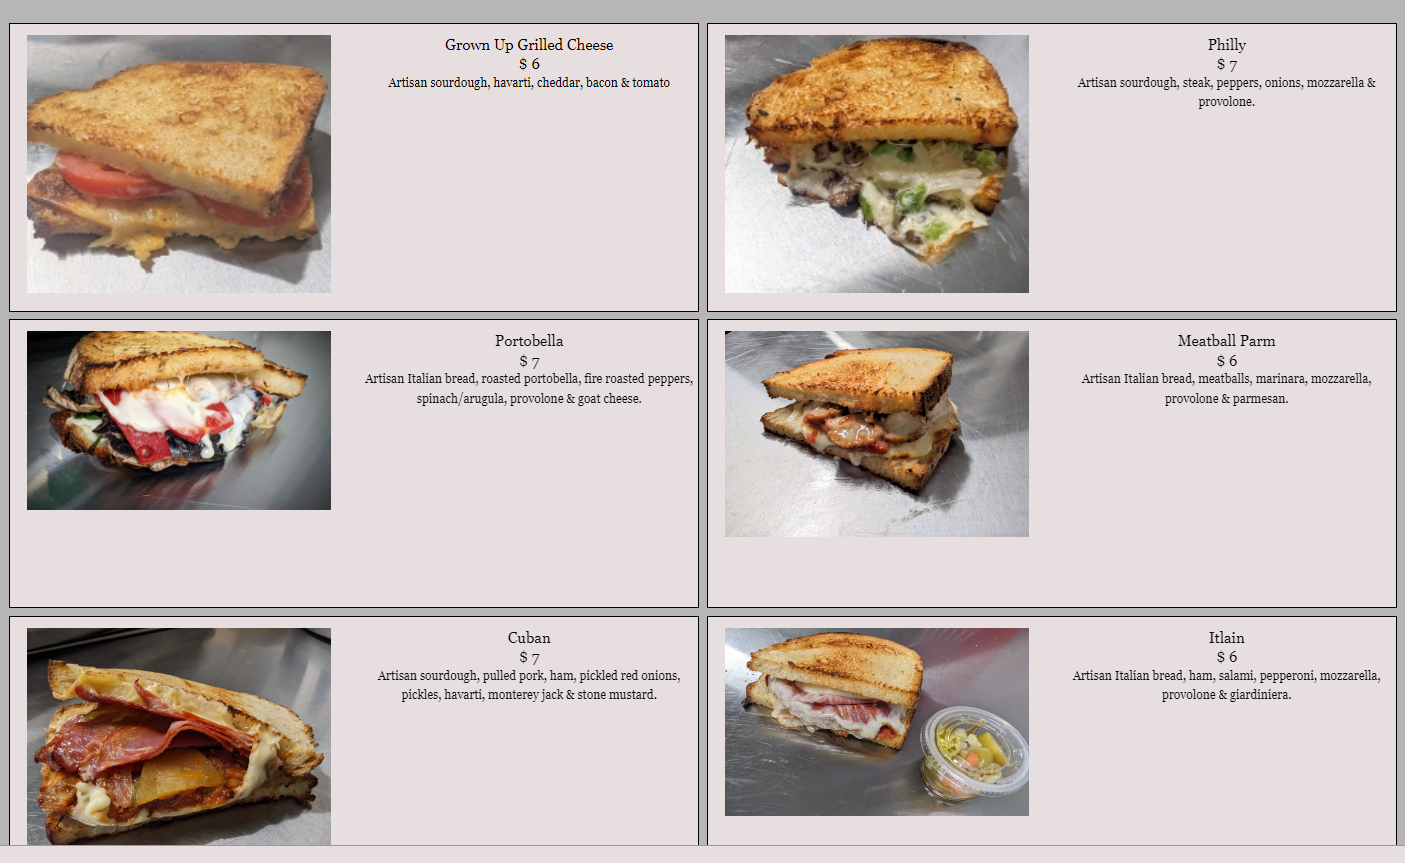 Grown Up Grilled Cheese
$ 6
Artisan sourdough, havarti, cheddar, bacon & tomato
Philly
$ 7
Artisan sourdough, steak, peppers, onions, mozzarella &
provolone.
Portobella
$ 7
Artisan Italian bread, roasted portobella, fire roasted peppers,
spinach/arugula, provolone & goat cheese.
Meatball Parm
$ 6
Artisan Italian bread, meatballs, marinara, mozzarella,
provolone & parmesan.
Cuban
$ 7
Artisan sourdough, pulled pork, ham, pickled red onions,
pickles, havarti, monterey jack & stone mustard.
Itlain
$ 6
Artisan Italian bread, ham, salami, pepperoni, mozzarella,
provolone & giardiniera.